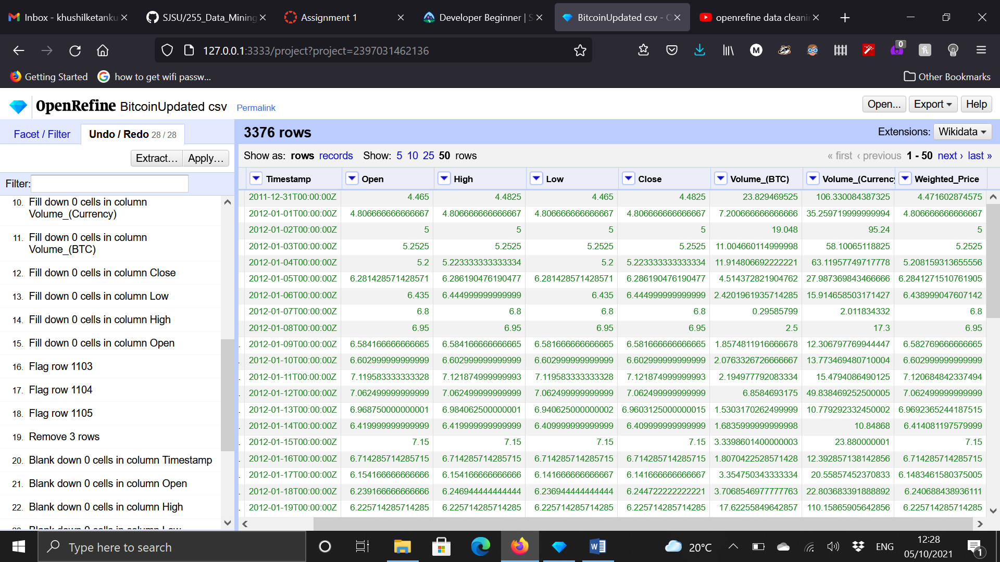 Inbox - khushilketanku
SJSU/255_Data_Mining
Assignment 1
Developer Beginner | S
BitcoinUpdated csv - O
openrefine data cleanin
127.0.0.1:3333/project?project=2397031462136
M
0
h
Getting Started
how to get wifi passw...
Other Bookmarks
OpenRefine BitcoinUpdated csv Permalink
Open... Export Help
Facet / Filter Undo / Redo 28 / 28
3376 rows
Extensions: Wikidata
Extract... Apply...
Show as: rows records Show: 5 10 25 50 rows
« first ‹ previous 1 - 50 next › last »
Filter:
10. Fill down 0 cells in column
Volume_(Currency)
11. Fill down 0 cells in column
Volume_(BTC)
12. Fill down 0 cells in column Close
13. Fill down 0 cells in column Low
14. Fill down 0 cells in column High
15. Fill down 0 cells in column Open
16. Flag row 1103
17. Flag row 1104
18. Flag row 1105
19. Remove 3 rows
20. Blank down 0 cells in column Timestamp
21. Blank down 0 cells in column Open
22. Blank down 0 cells in column High
23. Blank down 0 cells in column Low
Timestamp Open High Low Close Volume_(BTC) Volume_(Currency Weighted_Price
2011-12-31T00:00:00Z 4.465 4.4825 4.465 4.4825 23.829469525 106.330084387325 4.471602874575
2012-01-01T00:00:00Z 4.806666666666667 4.806666666666667 4.806666666666667 4.806666666666667 7.200666666666666 35.259719999999994 4.806666666666667
2012-01-02T00:00:00Z 5 5 5 5 19.048 95.24 5
2012-01-03T00:00:00Z 5.2525 5.2525 5.2525 5.2525 11.004660114999998 58.10065118825 5.2525
2012-01-04T00:00:00Z 5.2 5.223333333333334 5.2 5.223333333333334 11.914806692222221 63.11957749717778 5.208159313655556
2012-01-05T00:00:00Z 6.281428571428571 6.286190476190477 6.281428571428571 6.286190476190477 4.514372821904762 27.987369843466666 6.2841271510761905
2012-01-06T00:00:00Z 6.435 6.444999999999999 6.435 6.444999999999999 2.4201961935714285 15.914658503171427 6.438999047607142
2012-01-07T00:00:00Z 6.8 6.8 6.8 6.8 0.29585799 2.011834332 6.8
2012-01-08T00:00:00Z 6.95 6.95 6.95 6.95 2.5 17.3 6.95
2012-01-09T00:00:00Z 6.584166666666665 6.584166666666665 6.581666666666665 6.581666666666665 1.8574811916666678 12.306797769944447 6.582769666666665
2012-01-10T00:00:00Z 6.602999999999999 6.602999999999999 6.602999999999999 6.602999999999999 2.0763326726666667 13.773469480710004 6.602999999999999
2012-01-11T00:00:00Z 7.119583333333328 7.121874999999993 7.119583333333328 7.121874999999993 2.194977792083334 15.4794086490125 7.120684842337494
2012-01-12T00:00:00Z 7.062499999999999 7.062499999999999 7.062499999999999 7.062499999999999 6.8584693175 49.838469252500005 7.062499999999999
2012-01-13T00:00:00Z 6.968750000000001 6.984062500000001 6.940625000000002 6.9603125000000015 1.5303170262499999 10.779292332450002 6.9692365244187515
2012-01-14T00:00:00Z 6.419999999999999 6.419999999999999 6.409999999999999 6.409999999999999 1.6835999999999998 10.84868 6.414081197579999
2012-01-15T00:00:00Z 7.15 7.15 7.15 7.15 3.3398601400000003 23.880000001 7.15
2012-01-16T00:00:00Z 6.714285714285715 6.714285714285715 6.714285714285715 6.714285714285715 1.8070422528571428 12.392857138142856 6.714285714285715
2012-01-17T00:00:00Z 6.154166666666666 6.154166666666666 6.141666666666667 6.141666666666667 3.354750343333334 20.55857452370833 6.1483461580375005
2012-01-18T00:00:00Z 6.239166666666666 6.246944444444444 6.236944444444444 6.244722222222221 3.7068546977777763 22.803683391888892 6.240688438936111
2012-01-19T00:00:00Z 6.225714285714285 6.225714285714285 6.225714285714285 6.225714285714285 17.62255849642857 110.15865905642856 6.225714285714285
Type here to search
20°C
ENG
12:28
05/10/2021
1